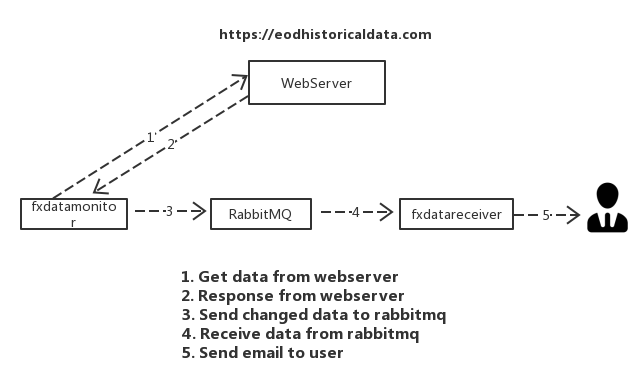 https://eodhistoricaldata.com
WebServer
1
2
fxdatamonito
r
3
RabbitMQ
4
fxdatareceiver
5
1. Get data from webserver
2. Response from webserver
3. Send changed data to rabbitmq
4. Receive data from rabbitmq
5. Send email to user